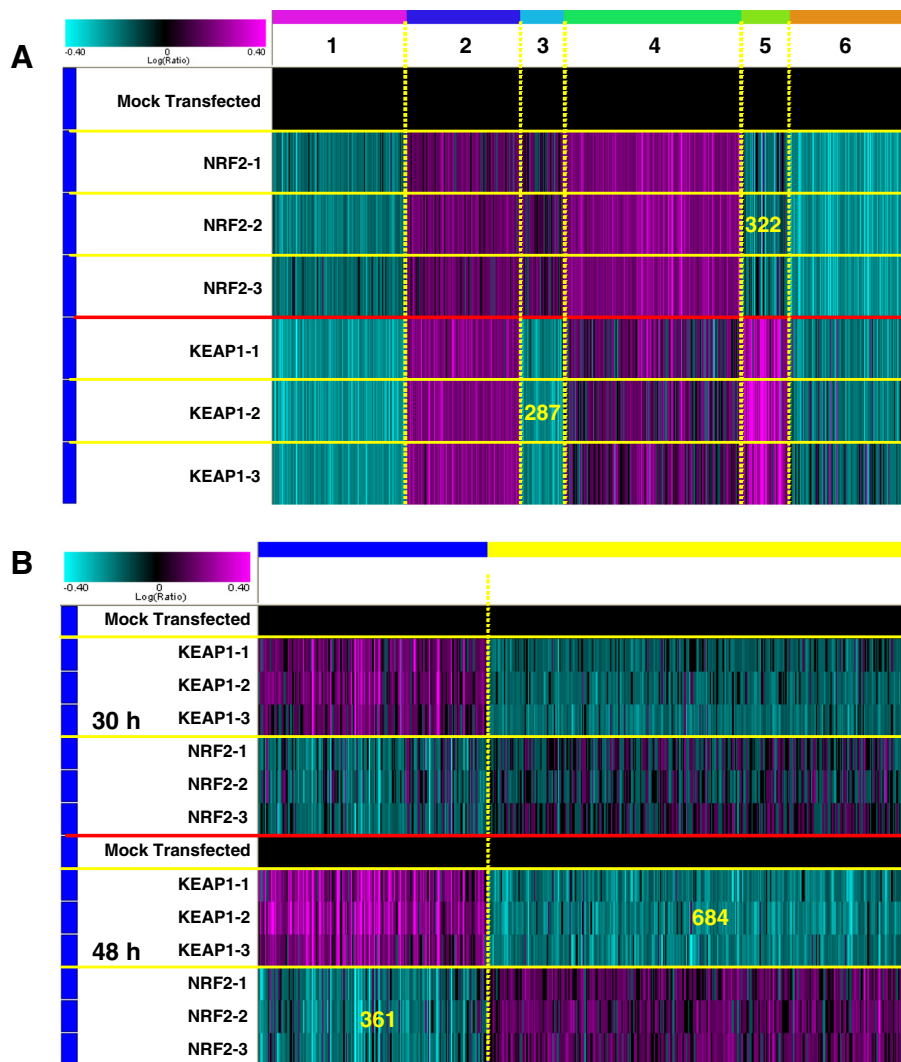 A
-0.40 0 0.40
Log(Ratio)
1 2 3 4 5 6
Mock Transfected
NRF2-1
NRF2-2 322
NRF2-3
KEAP1-1
KEAP1-2 287
KEAP1-3
B
-0.40 0 0.40
Log(Ratio)
Mock Transfected
KEAP1-1
KEAP1-2
30 h KEAP1-3
NRF2-1
NRF2-2
NRF2-3
Mock Transfected
KEAP1-1
KEAP1-2 684
48 h KEAP1-3
NRF2-1
NRF2-2 361
NRF2-3